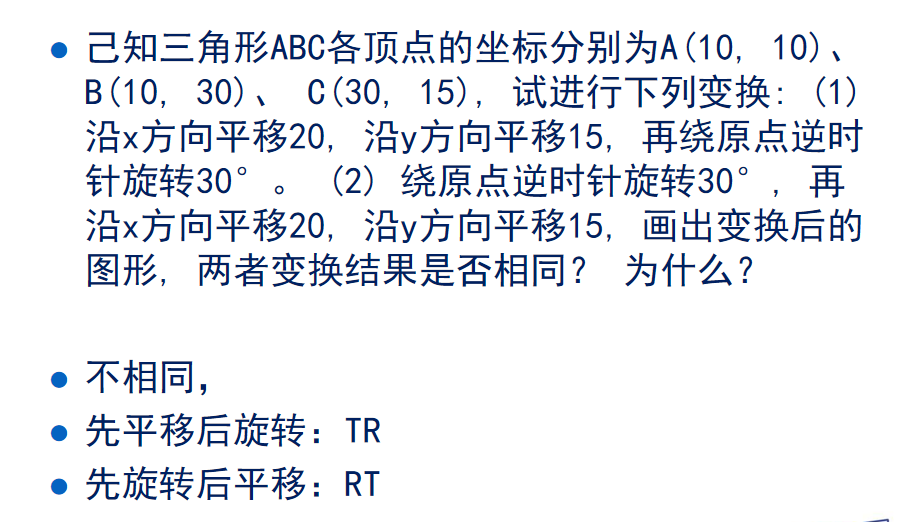 己知三角形ABC各顶点的坐标分别为A(10, 10)、
B(10, 30)、 C(30, 15), 试进行下列变换: (1)
沿x方向平移20, 沿y方向平移15, 再绕原点逆时
针旋转30°。 (2) 绕原点逆时针旋转30°, 再
沿x方向平移20, 沿y方向平移15, 画出变换后的
图形, 两者变换结果是否相同? 为什么?
不相同,
先平移后旋转: TR
先旋转后平移: RT